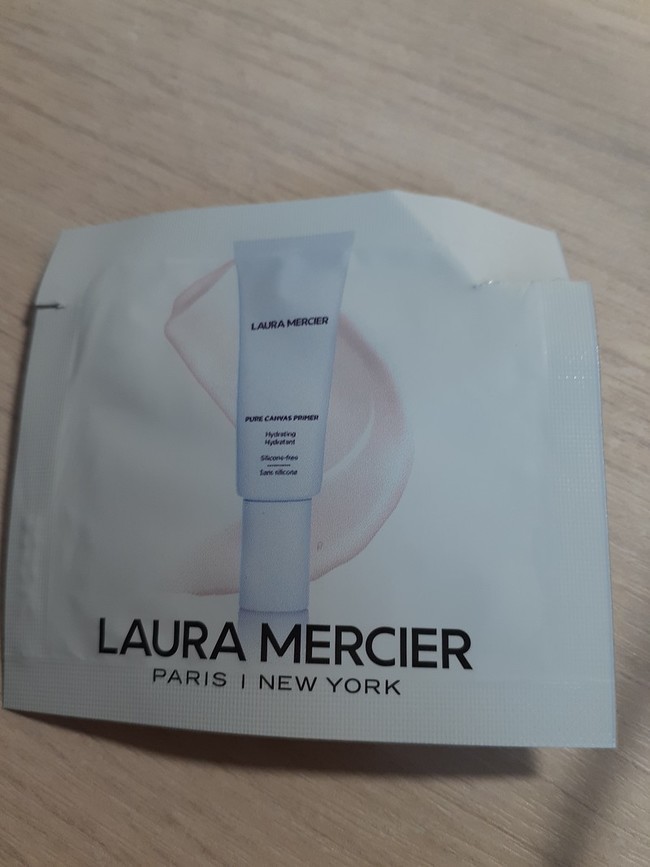 LAURA MERCIER
PURE CANVAS PRIMER
Hydrating
Hydratant
Silicone-free
Sans silicone
LAURA MERCIER
PARIS | NEW YORK